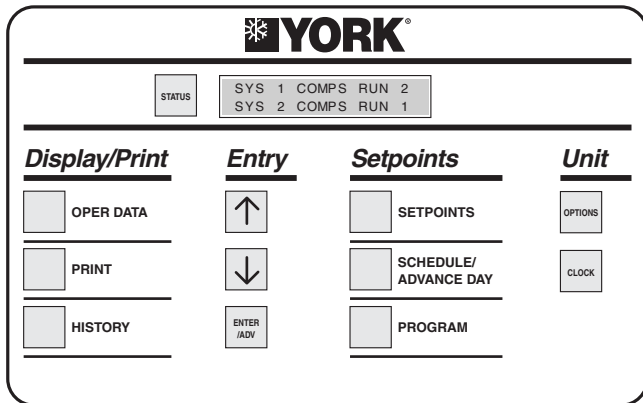 YORK®
STATUS
SYS 1 COMPS RUN 2
SYS 2 COMPS RUN 1
Display/Print
OPER DATA
PRINT
HISTORY
Entry
ENTER
/ADV
Setpoints
SETPOINTS
SCHEDULE/
ADVANCE DAY
PROGRAM
Unit
OPTIONS
CLOCK